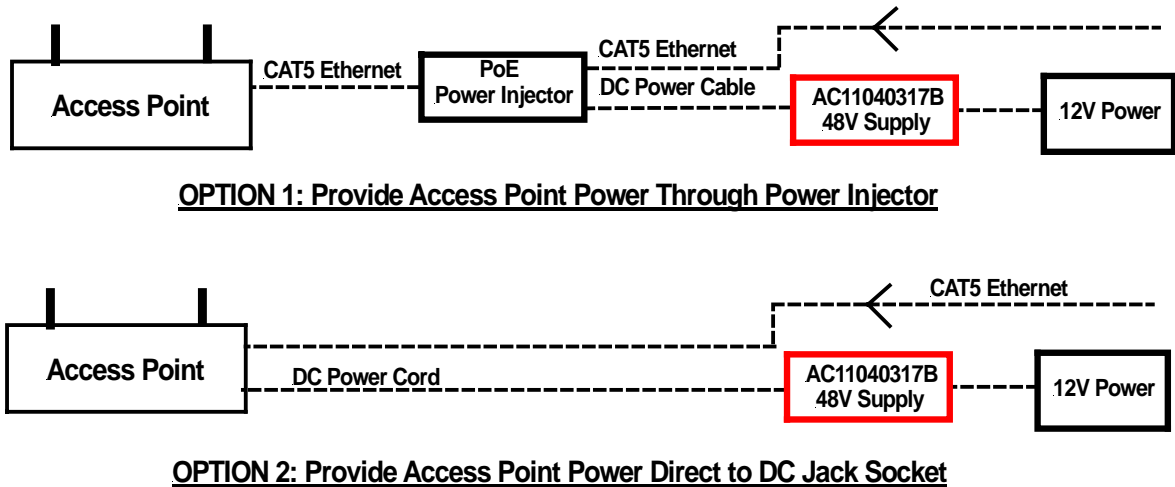 CAT5 Ethernet
Access Point
CAT5 Ethernet
PoE
Power Injector
DC Power Cable
AC11040317B
48V Supply
12V Power
OPTION 1: Provide Access Point Power Through Power Injector
CAT5 Ethernet
Access Point
DC Power Cord
AC11040317B
48V Supply
12V Power
OPTION 2: Provide Access Point Power Direct to DC Jack Socket